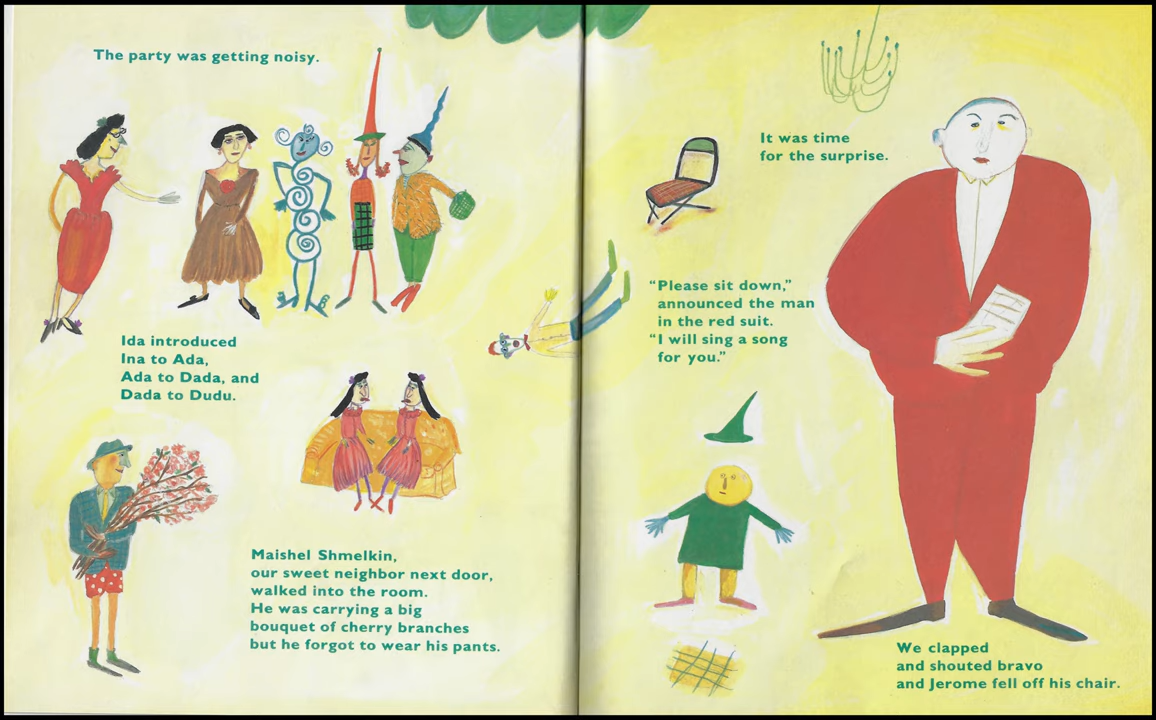 The party was getting noisy.
Ida introduced
Ina to Ada,
Ada to Dada, and
Dada to Dudu.
Maishel Shmelkin,
our sweet neighbor next door,
walked into the room.
He was carrying a big
bouquet of cherry branches
but he forgot to wear his pants.
It was time
for the surprise.
“Please sit down,”
announced the man
in the red suit.
“I will sing a song
for you.”
We clapped
and shouted bravo
and Jerome fell off his chair.